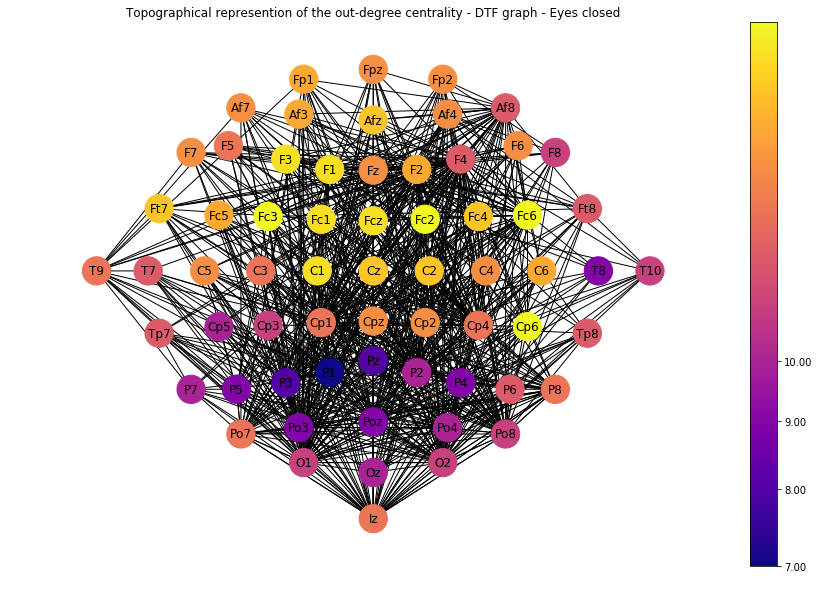 Topographical represention of the out-degree centrality - DTF graph - Eyes closed
Fp1 Fpz Fp2
Af7 Af3 Afz Af4 Af8
F7 F5 F3 F1 Fz F2 F4 F6 F8
Ft7 Fc5 Fc3 Fc1 Fcz Fc2 Fc4 Fc6 Ft8
T9 T7 C5 C3 C1 Cz C2 C4 C6 T8 T10
Tp7 Cp5 Cp3 Cp1 Cpz Cp2 Cp4 Cp6 Tp8
P7 P5 P3 P1 Pz P2 P4 P6 P8
Po7 Po3 Poz Po4 Po8
O1 Oz O2
Iz
10.00
9.00
8.00
7.00